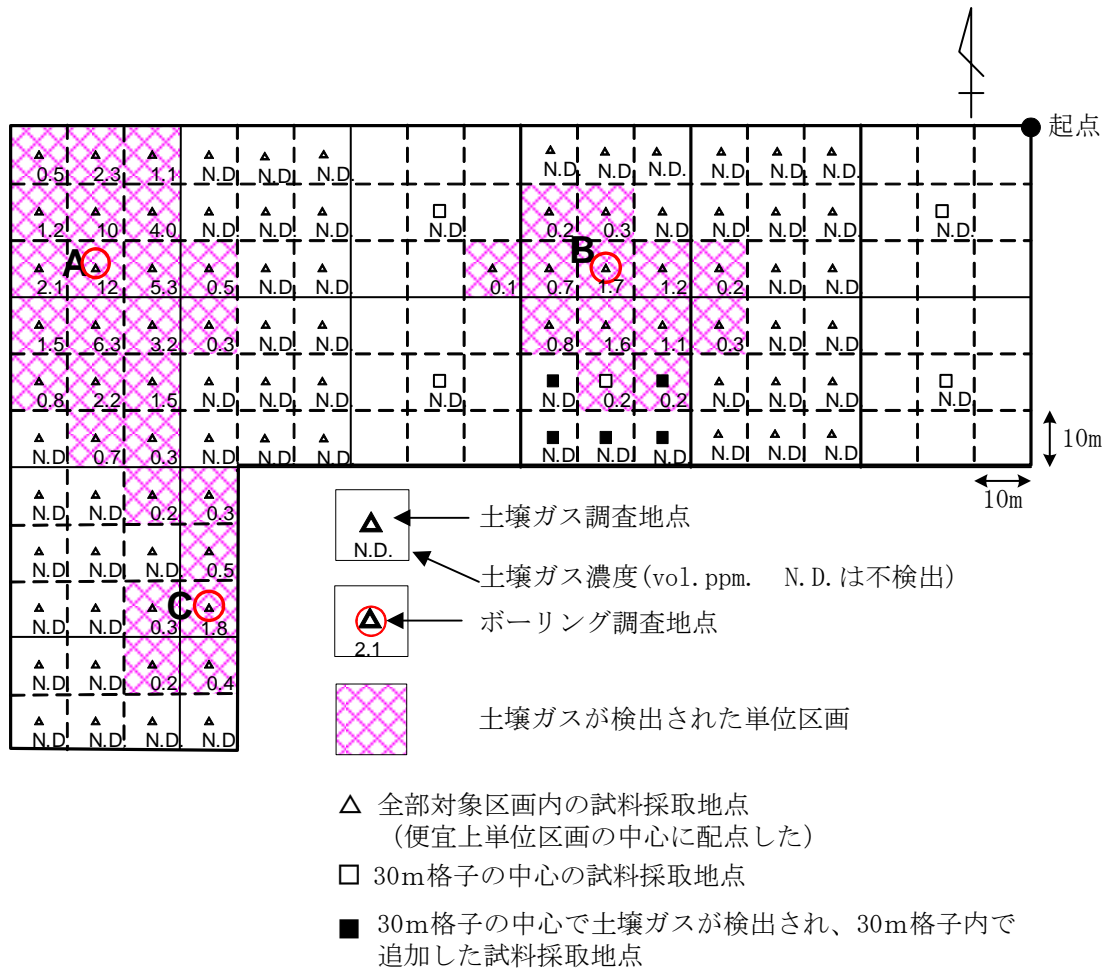 起点
0.5 2.3 1.1 N.D N.D N.D. N.D N.D. N.D. N.D N.D. N.D.
1.2 10 4.0 N.D N.D N.D. N.D. 0.2 0.3 N.D N.D N.D. N.D. N.D.
A B
2.1 12 5.3 0.5 N.D N.D. 0.1 0.7 1.7 1.2 0.2 N.D. N.D.
1.5 6.3 3.2 0.3 N.D N.D. 0.8 1.6 1.1 0.3 N.D. N.D.
0.8 2.2 1.5 N.D N.D N.D. N.D. N.D 0.2 0.2 N.D N.D. N.D. N.D.
N.D 0.7 0.3 N.D N.D N.D. N.D N.D. N.D N.D N.D. N.D.
10m
10m
N.D N.D. 0.2 0.3
N.D N.D. N.D. 0.5
C
N.D N.D. 0.3 1.8
N.D N.D. 0.2 0.4
N.D. N.D. N.D. N.D
土壌ガス調査地点
N.D.
土壌ガス濃度(vol.ppm. N.D.は不検出)
ボーリング調査地点
2.1
土壌ガスが検出された単位区画
△ 全部対象区画内の試料採取地点
（便宜上単位区画の中心に配点した）
□ 30m格子の中心の試料採取地点
■ 30m格子の中心で土壌ガスが検出され、30m格子内で
追加した試料採取地点